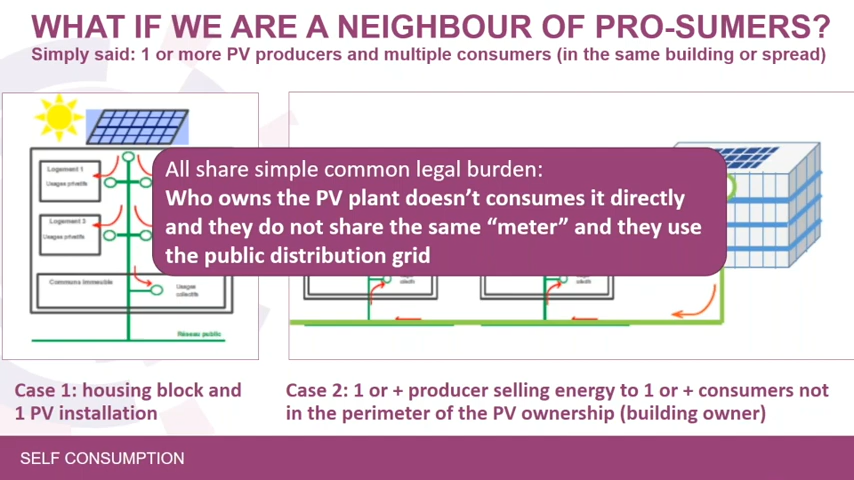 WHAT IF WE ARE A NEIGHBOUR OF PRO-SUMERS?
Simply said: 1 or more PV producers and multiple consumers (in the same building or spread)
Logement 1
Usages privatifs
Logement 3
Usages privatifs
Communs Immeuble
Usages
collectifs
Réseau public
All share simple common legal burden:
Who owns the PV plant doesn't consumes it directly
and they do not share the same “meter” and they use
the public distribution grid
Case 1: housing block and
1 PV installation
Case 2: 1 or + producer selling energy to 1 or + consumers not
in the perimeter of the PV ownership (building owner)
SELF CONSUMPTION